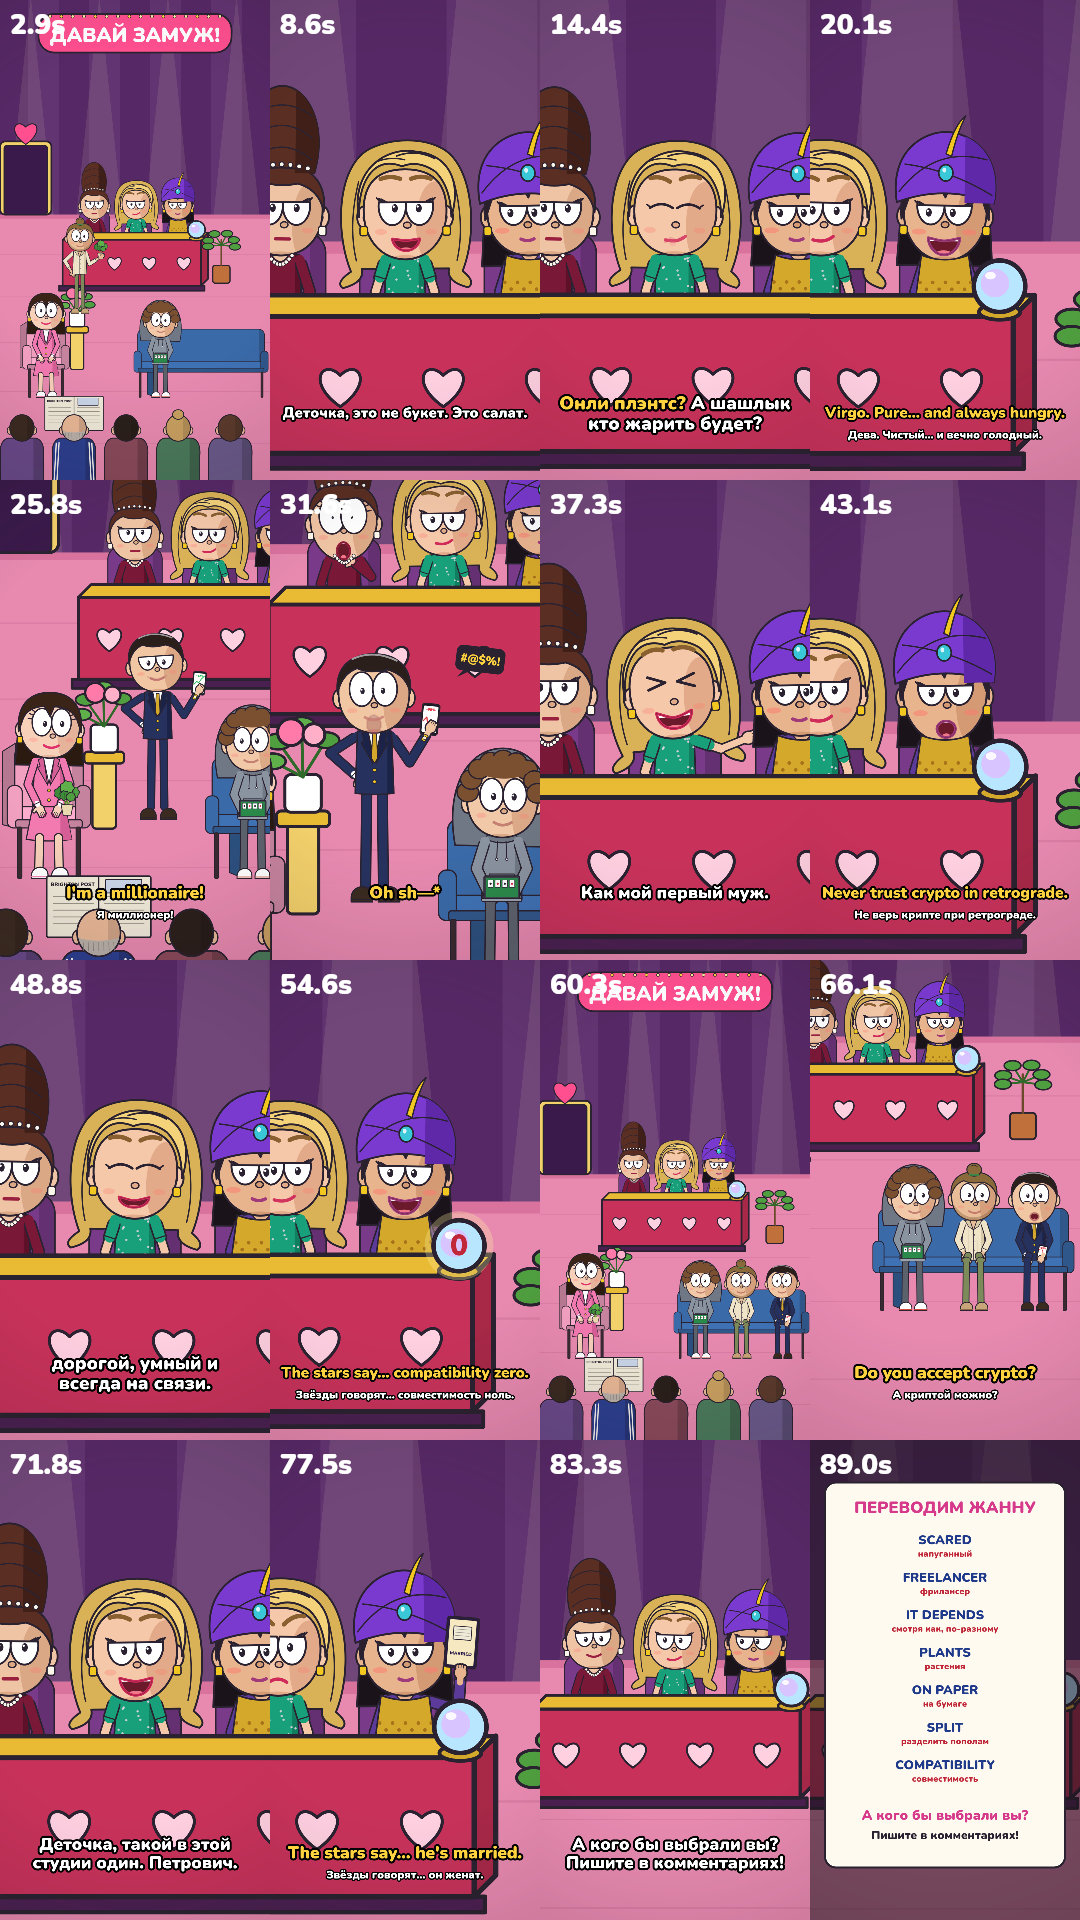 2.9s
ДАВАЙ ЗАМУЖ!
8.6s
Деточка, это не букет. Это салат.
14.4s
Онли плэнтс? А шашлык
кто жарить будет?
20.1s
Virgo. Pure... and always hungry.
Дева. Чистый... и вечно голодный.
25.8s
BRIGHTON POST
I'm a millionaire!
Я миллионер!
#@$%!
Oh sh—*
37.3s
Как мой первый муж.
43.1s
Never trust crypto in retrograde.
Не верь крипте при ретрограде.
48.8s
дорогой, умный и
всегда на связи.
54.6s
0
The stars say... compatibility zero.
Звёзды говорят... совместимость ноль.
60.3s
ДАВАЙ ЗАМУЖ!
66.1s
Do you accept crypto?
А криптой можно?
71.8s
Деточка, такой в этой
студии один. Петрович.
77.5s
MARRIED
The stars say... he's married.
Звёзды говорят... он женат.
83.3s
А кого бы выбрали вы?
Пишите в комментариях!
89.0s
ПЕРЕВОДИМ ЖАННУ
SCARED
напуганный
FREELANCER
фрилансер
IT DEPENDS
смотря как, по-разному
PLANTS
растения
ON PAPER
на бумаге
SPLIT
разделить пополам
COMPATIBILITY
совместимость
А кого бы выбрали вы?
Пишите в комментариях!